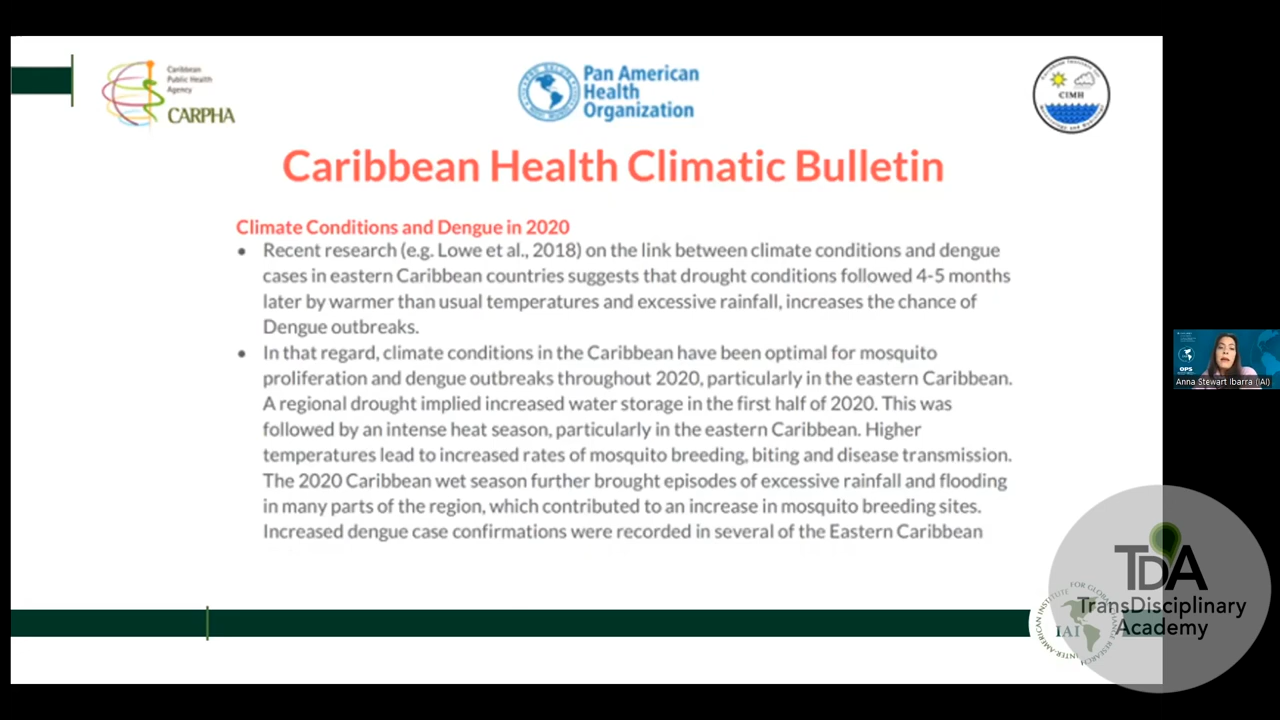 Caribbean
Public Health
Agency
CARPHA
Pan American
Health
Organization
CIMH
Caribbean Health Climatic Bulletin
Climate Conditions and Dengue in 2020
• Recent research (e.g. Lowe et al., 2018) on the link between climate conditions and dengue
cases in eastern Caribbean countries suggests that drought conditions followed 4-5 months
later by warmer than usual temperatures and excessive rainfall, increases the chance of
Dengue outbreaks.
• In that regard, climate conditions in the Caribbean have been optimal for mosquito
proliferation and dengue outbreaks throughout 2020, particularly in the eastern Caribbean.
A regional drought implied increased water storage in the first half of 2020. This was
followed by an intense heat season, particularly in the eastern Caribbean. Higher
temperatures lead to increased rates of mosquito breeding, biting and disease transmission.
The 2020 Caribbean wet season further brought episodes of excessive rainfall and flooding
in many parts of the region, which contributed to an increase in mosquito breeding sites.
Increased dengue case confirmations were recorded in several of the Eastern Caribbean
OPS
Anna Stewart Ibarra (IAI)
TDA
TransDisciplinary
Academy
IAI